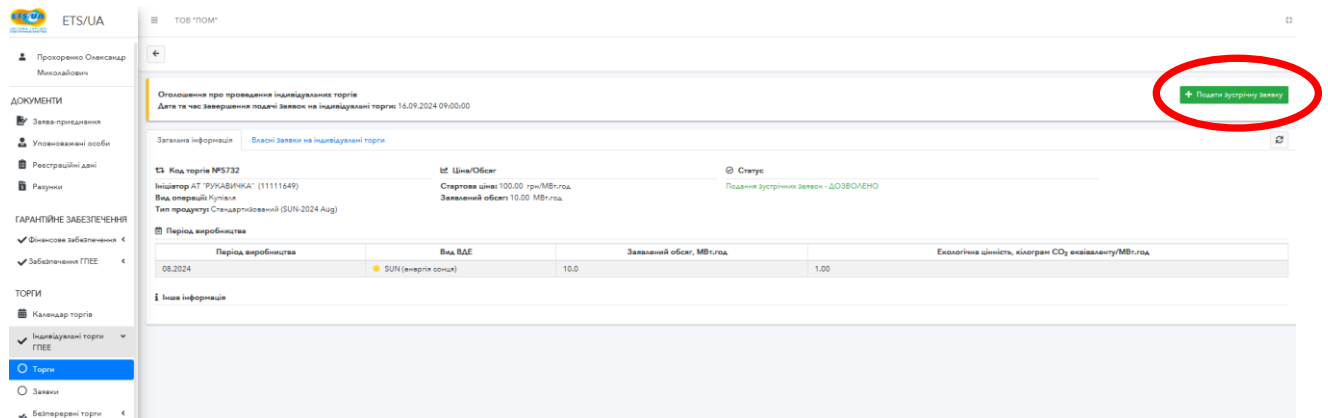 ETS/UA
ТОВ "ПОМ"
Прохоренко Олександр
Миколайович
ДОКУМЕНТИ
Заява-приєднання
Уповноважені особи
Реєстраційні дані
Рахунки
ГАРАНТІЙНЕ ЗАБЕЗПЕЧЕННЯ
Фінансове забезпечення
Забезпечення ГПЕЕ
ТОРГИ
Календар торгів
Індивідуальні торги
ГПЕЕ
Торги
Заявки
Безперервні торги
Оголошення про проведення індивідуальних торгів
Дата та час завершення подачі заявок на індивідуальні торги: 16.09.2024 09:00:00
+ Подати зустрічну заявку
Загальна інформація Власні заявки на індивідуальні торги
Код торгів №5732 Ціна/Обсяг Статус
Ініціатор АТ "РУКАВИЧКА" (11111649) Стартова ціна: 100.00 грн/МВт.год Подання зустрічних заявок - ДОЗВОЛЕНО
Вид операції: Купівля Заявлений обсяг: 10.00 МВт.год
Тип продукту: Стандартизований (SUN-2024 Aug)
Період виробництва
Період виробництва Вид ВДЕ Заявлений обсяг, МВт.год Екологічна цінність, кілограм CO₂ еквіваленту/МВт.год
08.2024 SUN (енергія сонця) 10.0 1.00
Інша інформація